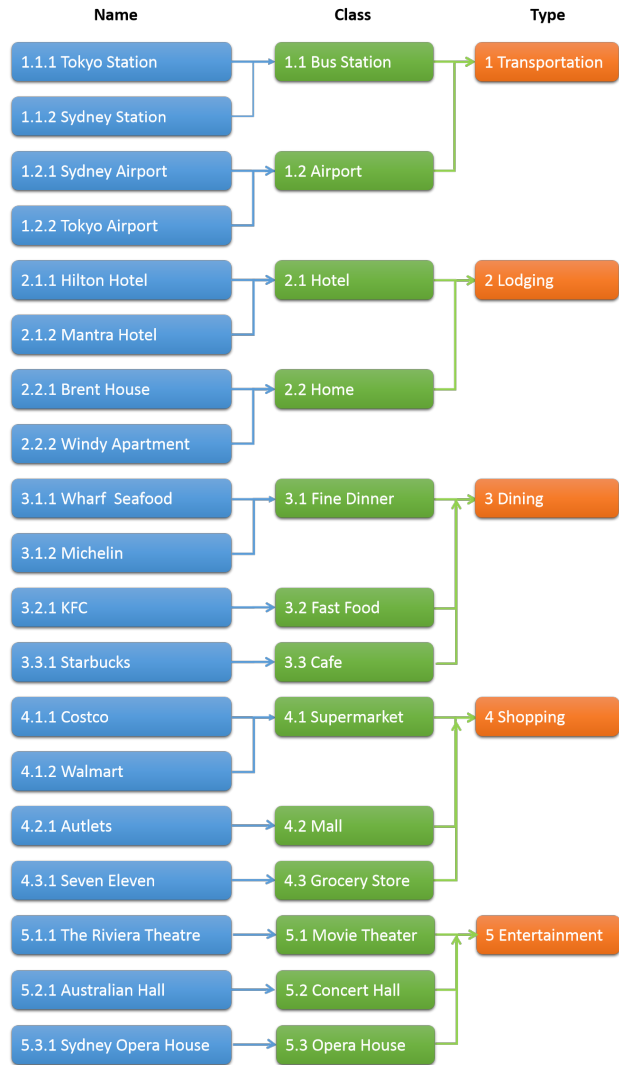 Name Class Type
1.1.1 Tokyo Station 1.1 Bus Station 1 Transportation
1.1.2 Sydney Station
1.2.1 Sydney Airport 1.2 Airport
1.2.2 Tokyo Airport
2.1.1 Hilton Hotel 2.1 Hotel 2 Lodging
2.1.2 Mantra Hotel
2.2.1 Brent House 2.2 Home
2.2.2 Windy Apartment
3.1.1 Wharf Seafood 3.1 Fine Dinner 3 Dining
3.1.2 Michelin
3.2.1 KFC 3.2 Fast Food
3.3.1 Starbucks 3.3 Cafe
4.1.1 Costco 4.1 Supermarket 4 Shopping
4.1.2 Walmart
4.2.1 Autlets 4.2 Mall
4.3.1 Seven Eleven 4.3 Grocery Store
5.1.1 The Riviera Theatre 5.1 Movie Theater 5 Entertainment
5.2.1 Australian Hall 5.2 Concert Hall
5.3.1 Sydney Opera House 5.3 Opera House